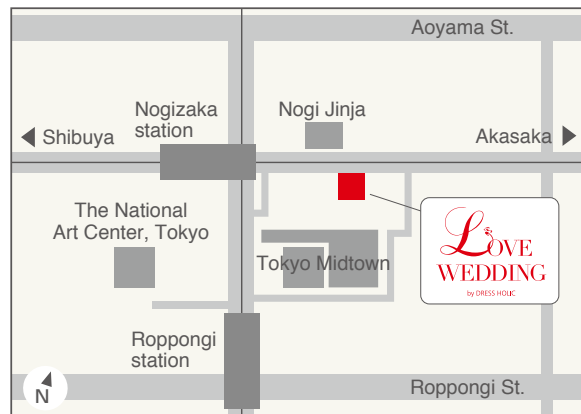 Aoyama St.
Nogizaka
station
Nogi Jinja
Shibuya
Akasaka
The National
Art Center, Tokyo
Tokyo Midtown
LOVE
WEDDING
by DRESS HOLIC
Roppongi
station
N
Roppongi St.